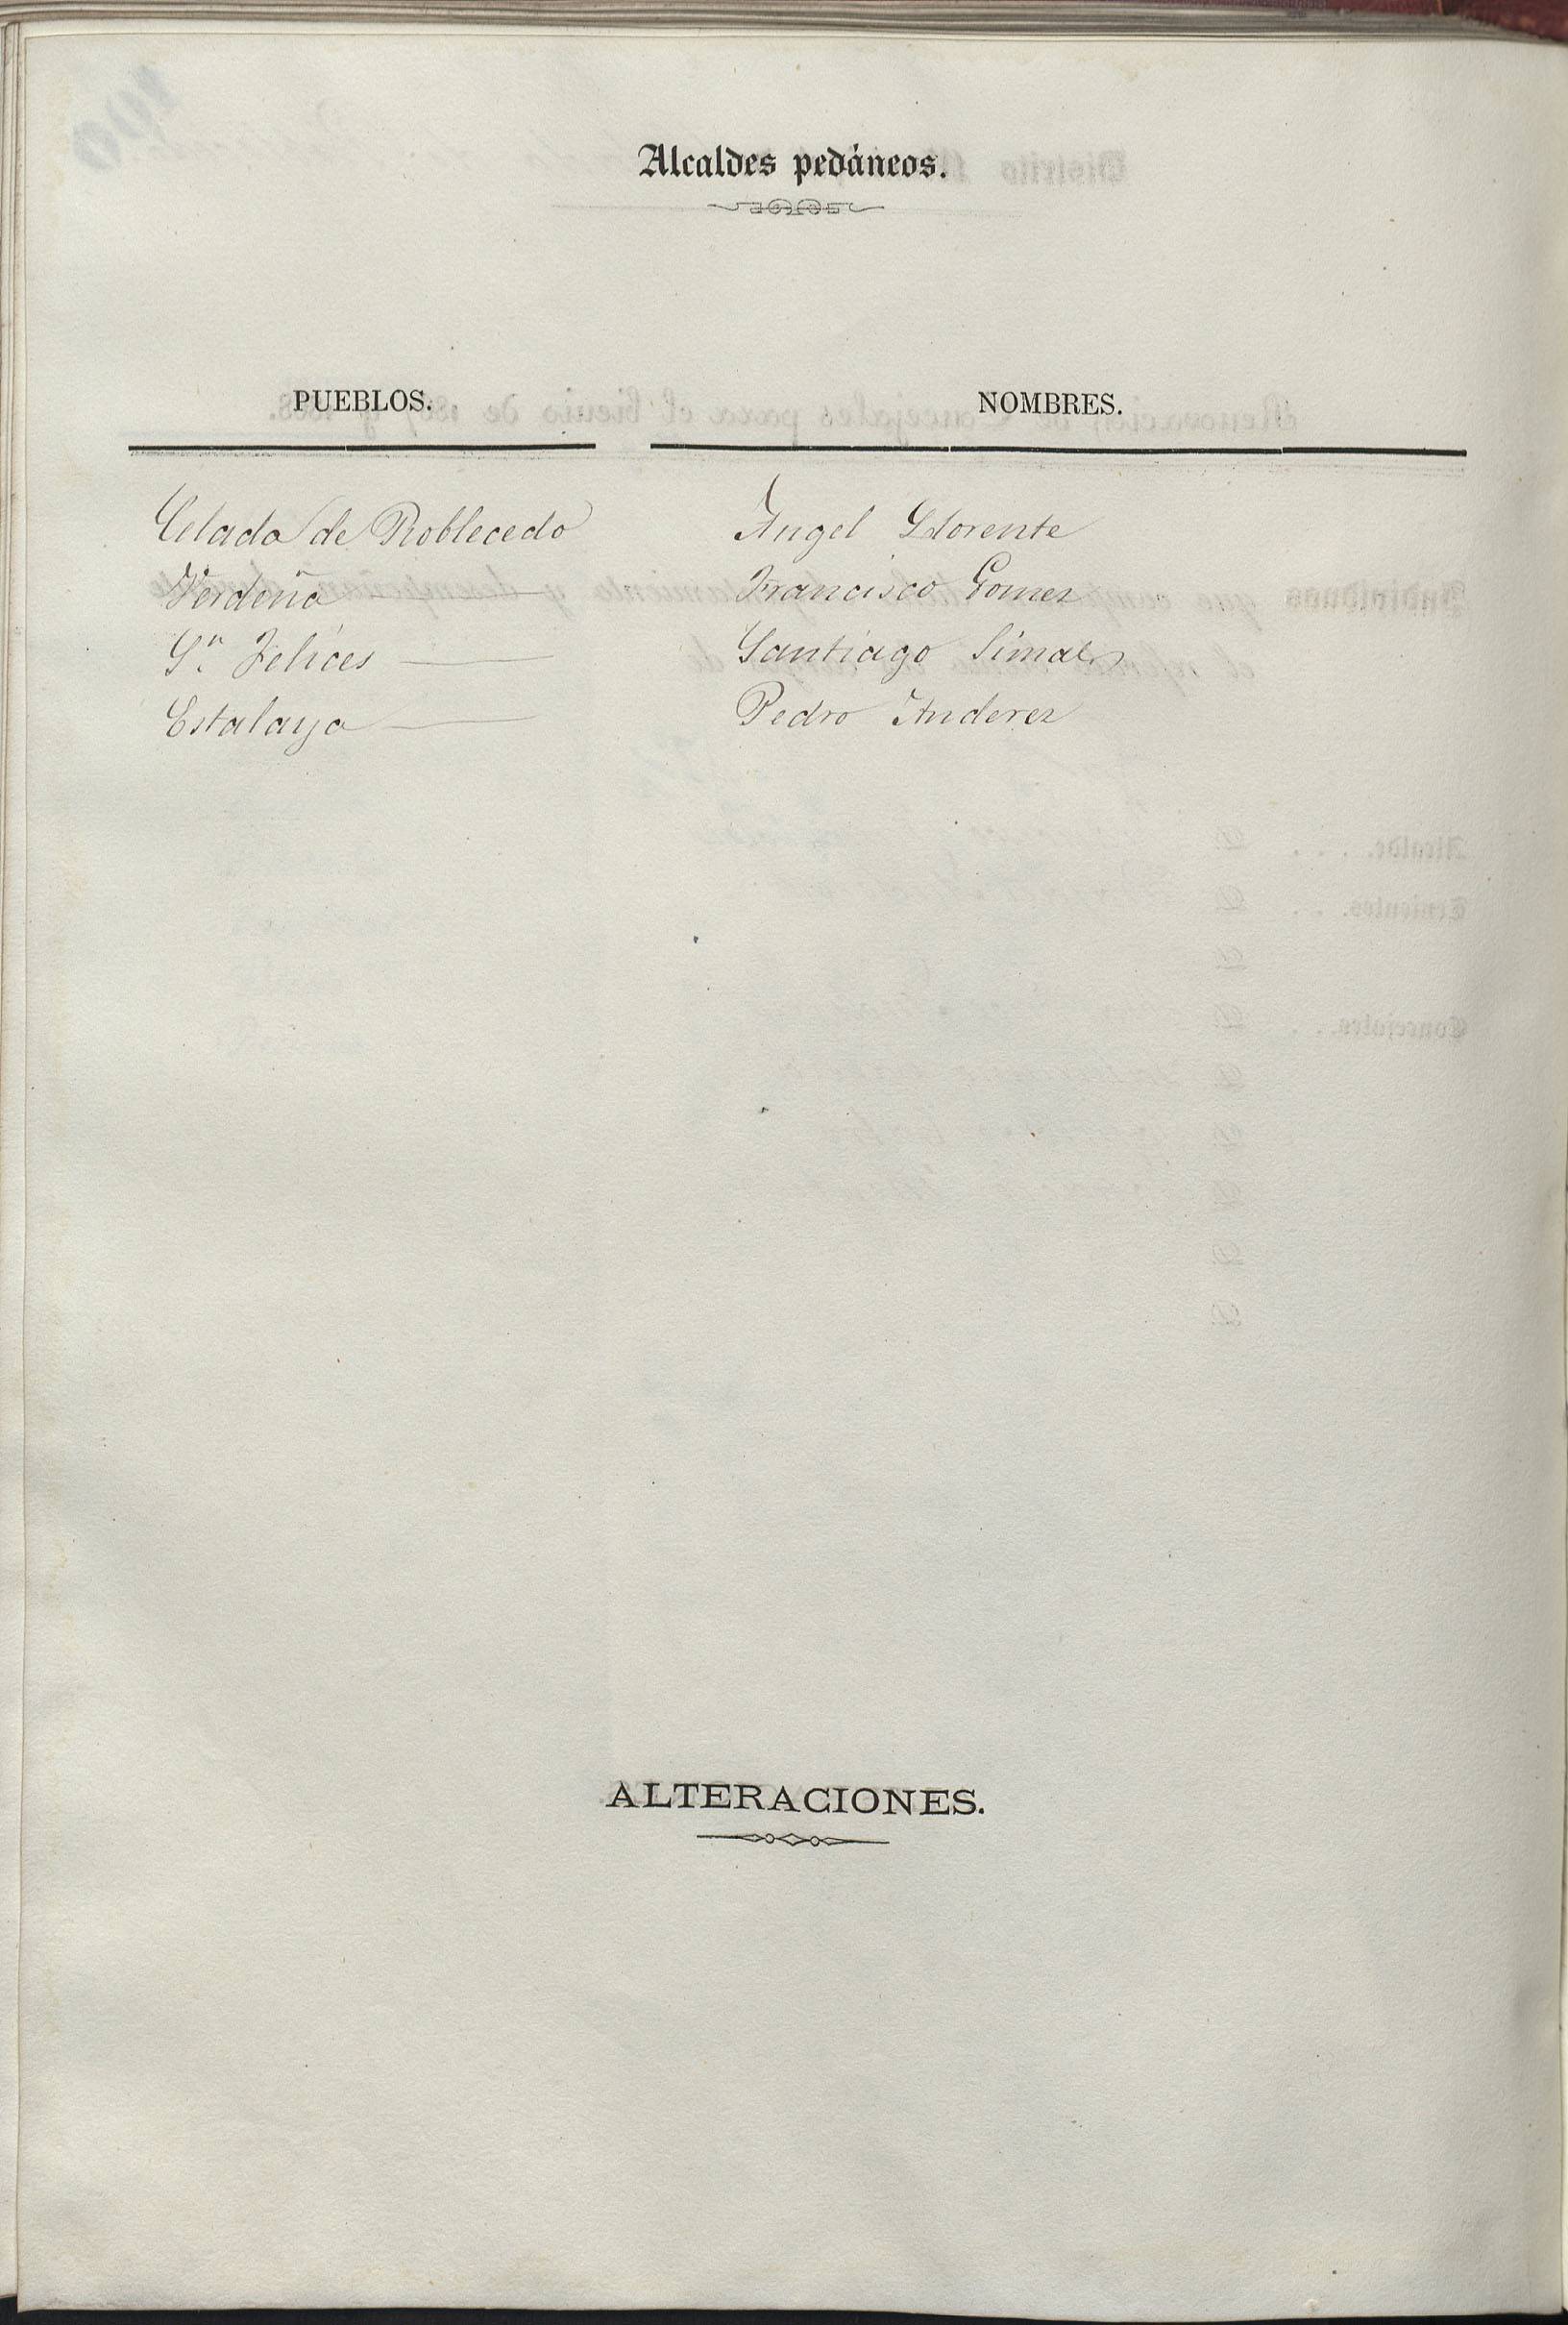 Alcaldes pedáneos.
PUEBLOS. NOMBRES.
Celada de Roblecedo Angel Llorente
Verdeña Francisco Gomez
Sn. Felices Santiago Simal
Estalaya Pedro Anderez
ALTERACIONES.